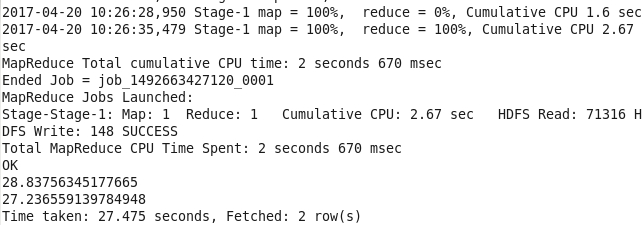 2017-04-20 10:26:28,950 Stage-1 map = 100%,  reduce = 0%, Cumulative CPU 1.6 sec
2017-04-20 10:26:35,479 Stage-1 map = 100%,  reduce = 100%, Cumulative CPU 2.67
sec
MapReduce Total cumulative CPU time: 2 seconds 670 msec
Ended Job = job_1492663427120_0001
MapReduce Jobs Launched:
Stage-Stage-1: Map: 1  Reduce: 1   Cumulative CPU: 2.67 sec   HDFS Read: 71316 H
DFS Write: 148 SUCCESS
Total MapReduce CPU Time Spent: 2 seconds 670 msec
OK
28.83756345177665
27.236559139784948
Time taken: 27.475 seconds, Fetched: 2 row(s)